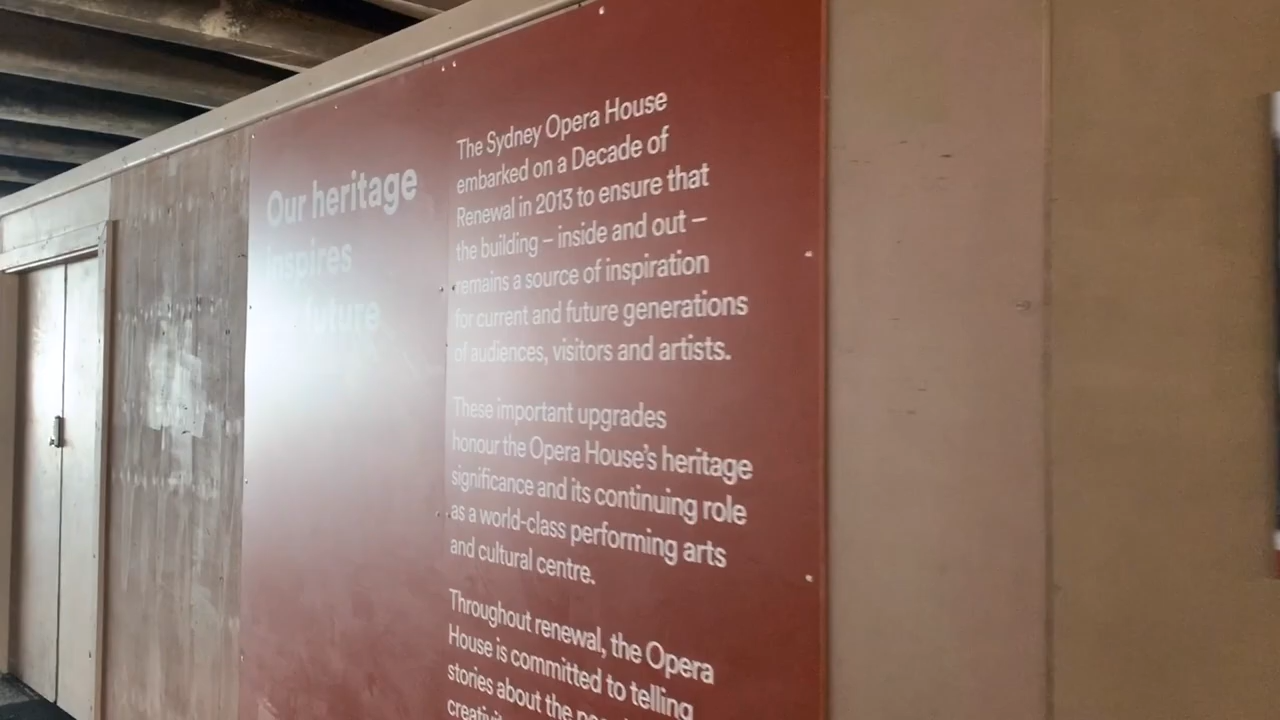 Our heritage
inspires
future
The Sydney Opera House
embarked on a Decade of
Renewal in 2013 to ensure that
the building – inside and out –
remains a source of inspiration
for current and future generations
of audiences, visitors and artists.
These important upgrades
honour the Opera House's heritage
significance and its continuing role
as a world-class performing arts
and cultural centre.
Throughout renewal, the Opera
House is committed to telling
stories about the